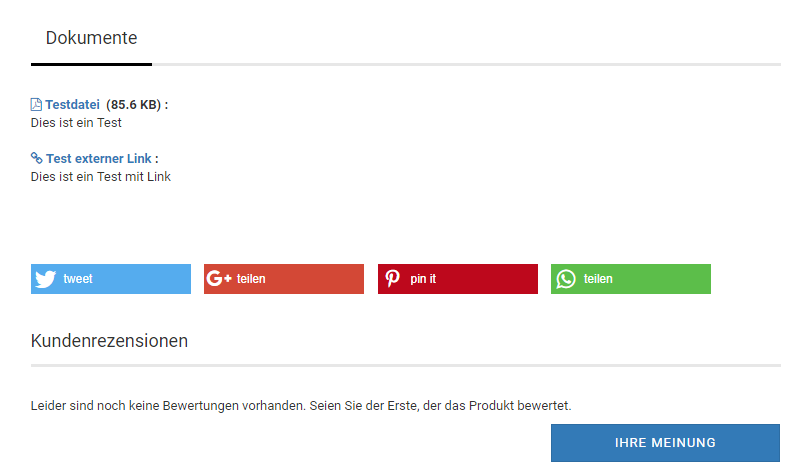 Dokumente
Testdatei (85.6 KB) :
Dies ist ein Test
Test externer Link :
Dies ist ein Test mit Link
tweet
G+ teilen
pin it
teilen
Kundenrezensionen
Leider sind noch keine Bewertungen vorhanden. Seien Sie der Erste, der das Produkt bewertet.
IHRE MEINUNG